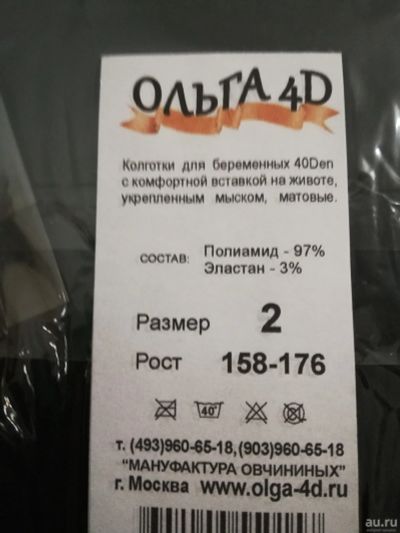 ОЛЬГА 4D
Колготки для беременных 40Den
с комфортной вставкой на животе,
укрепленным мыском, матовые.
СОСТАВ: Полиамид - 97%
Эластан - 3%
Размер 2
Рост 158-176
40°
т. (493)960-65-18,(903)960-65-18
"МАНУФАКТУРА ОВЧИНИНЫХ"
г. Москва www.olga-4d.ru
au.ru